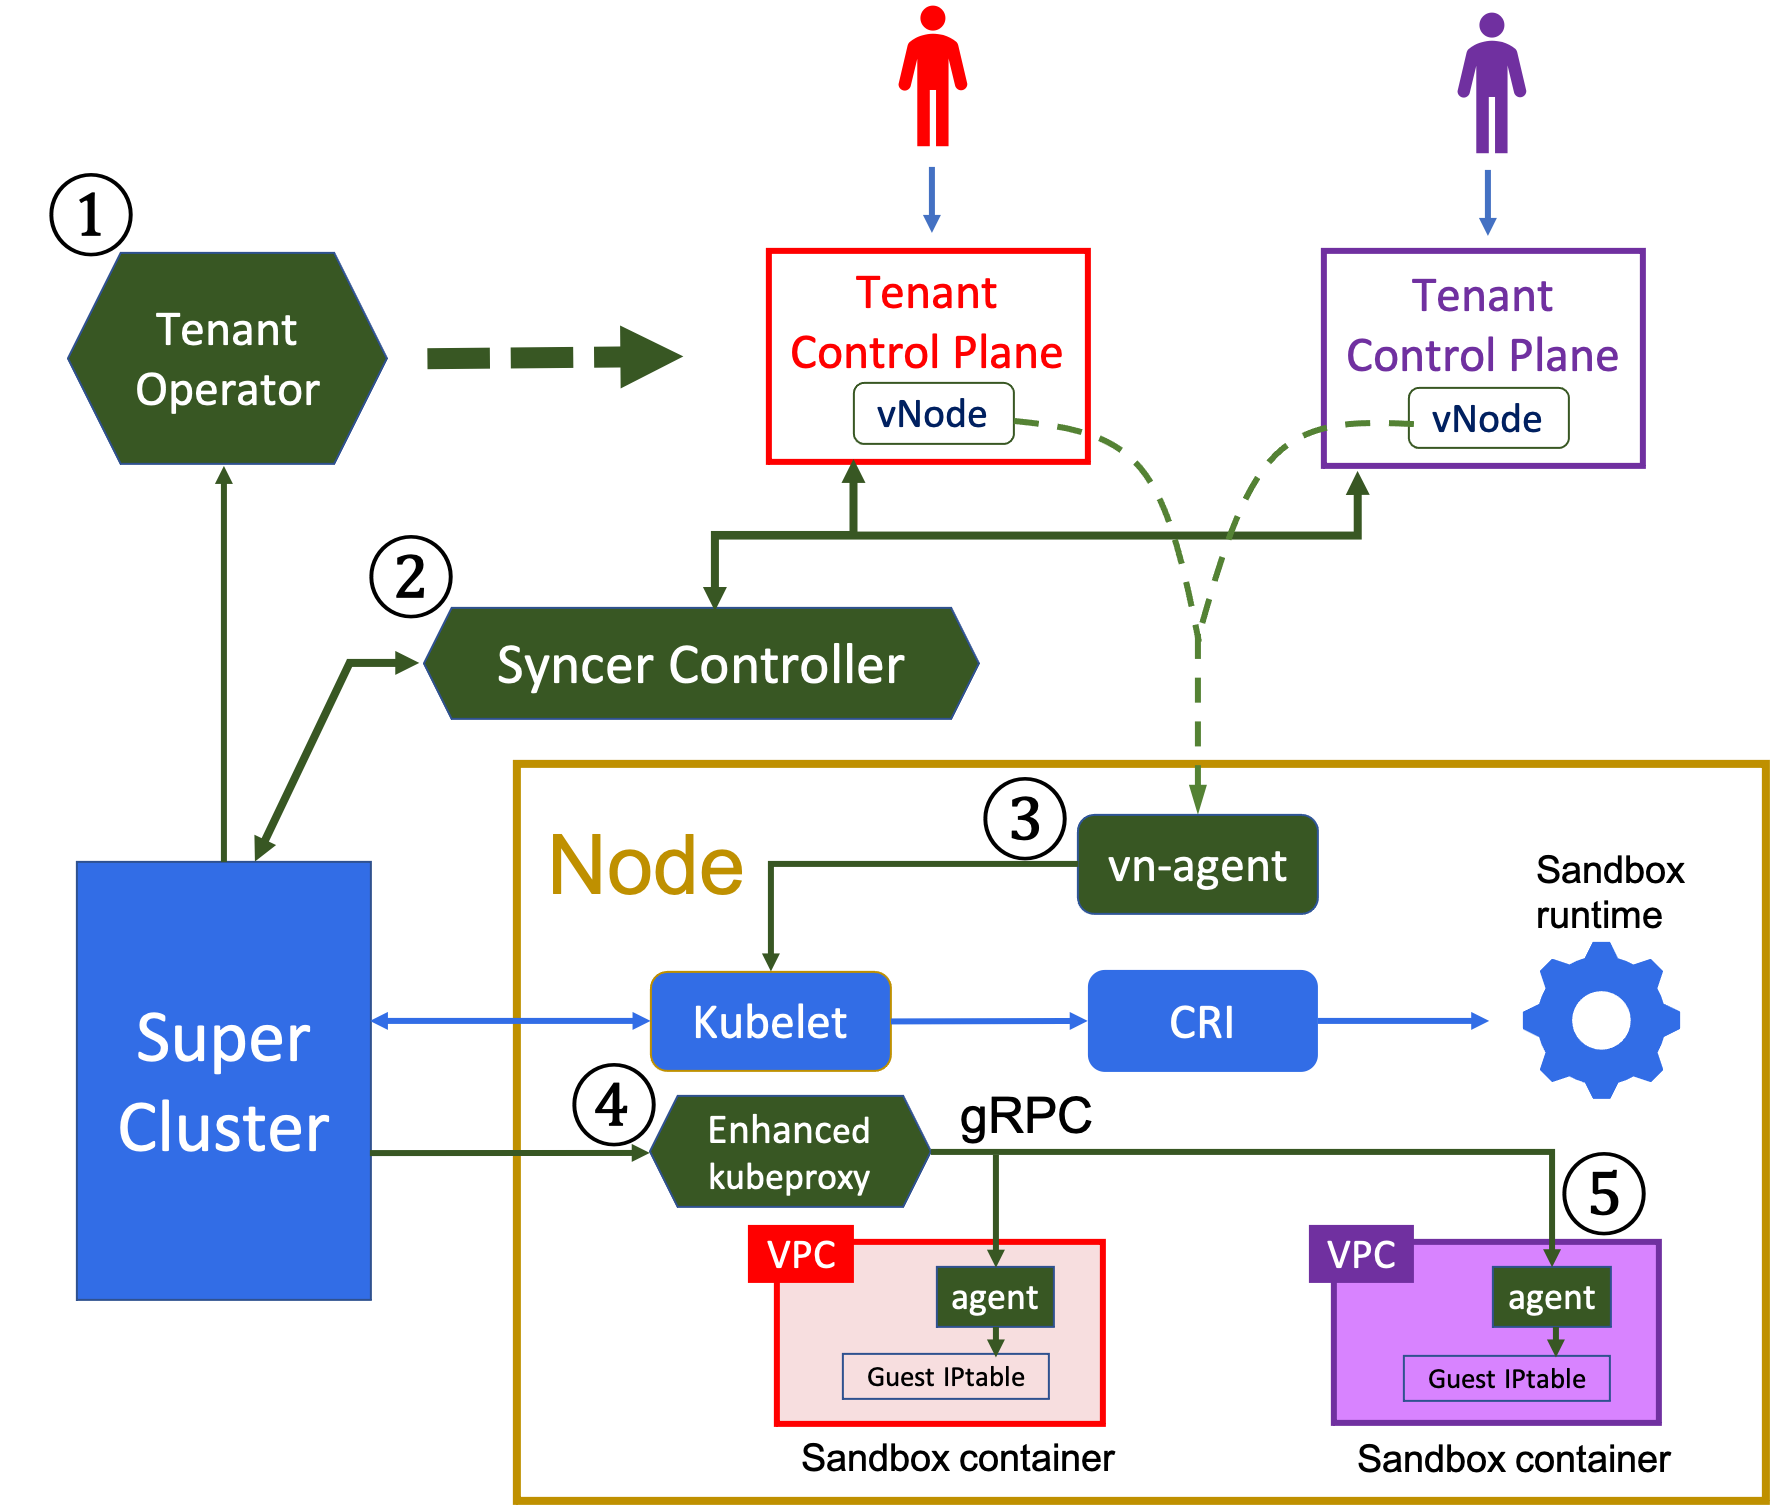 ①
Tenant
Operator
Tenant
Control Plane
vNode
Tenant
Control Plane
vNode
②
Syncer Controller
Super
Cluster
Node
③
vn-agent
Sandbox
runtime
Kubelet
CRI
④
Enhanced
kubeproxy
gRPC
⑤
VPC
agent
Guest IPtable
Sandbox container
VPC
agent
Guest IPtable
Sandbox container